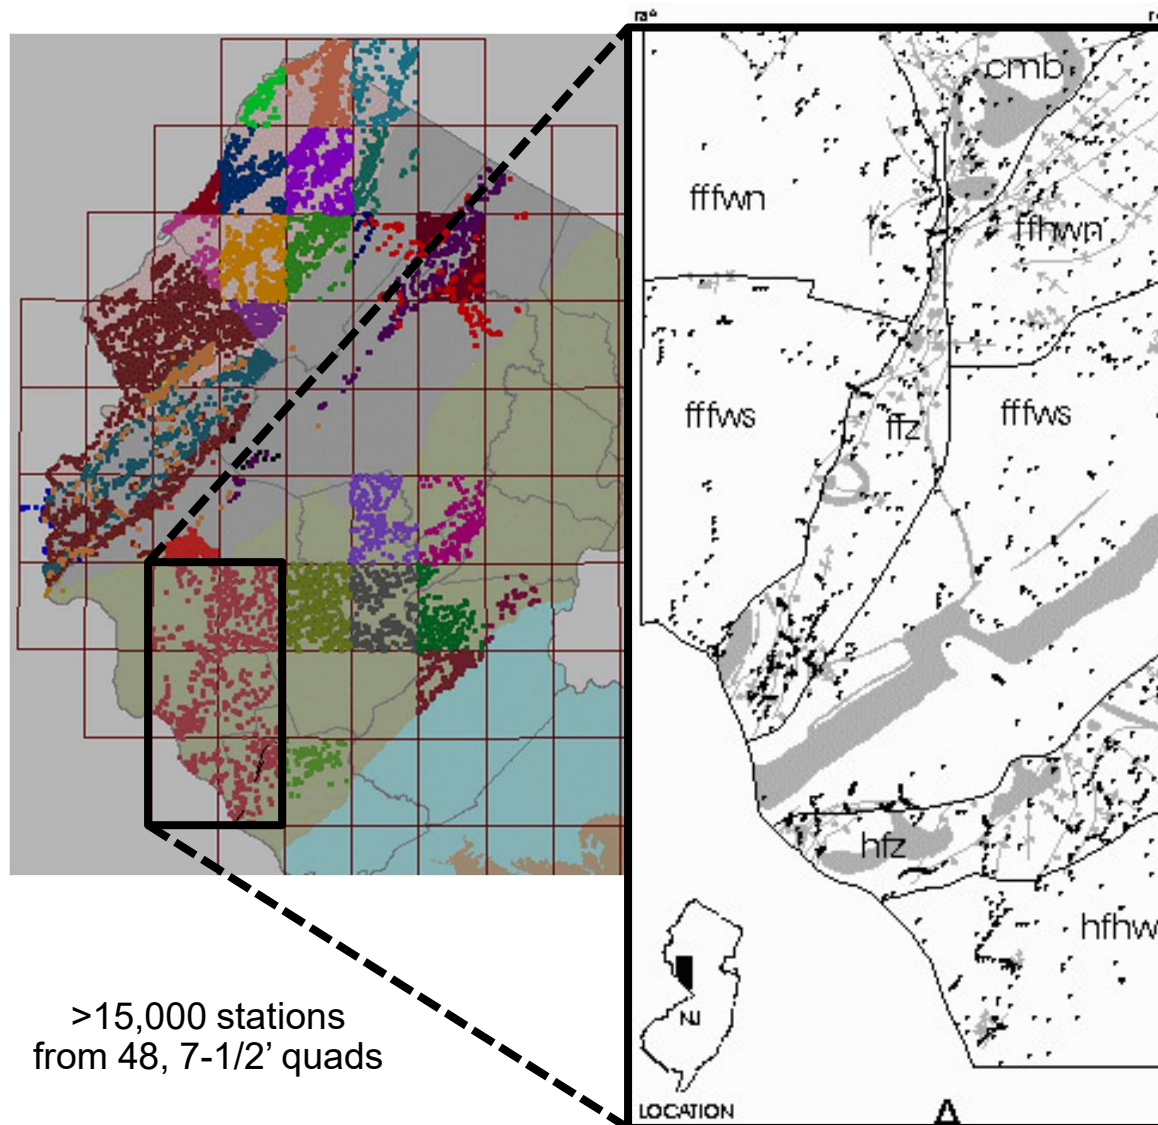 cmb
fffwn
ffhwn
fffws
ffz
fffws
hfz
hfhw
NJ
LOCATION
A
>15,000 stations
from 48, 7-1/2’ quads